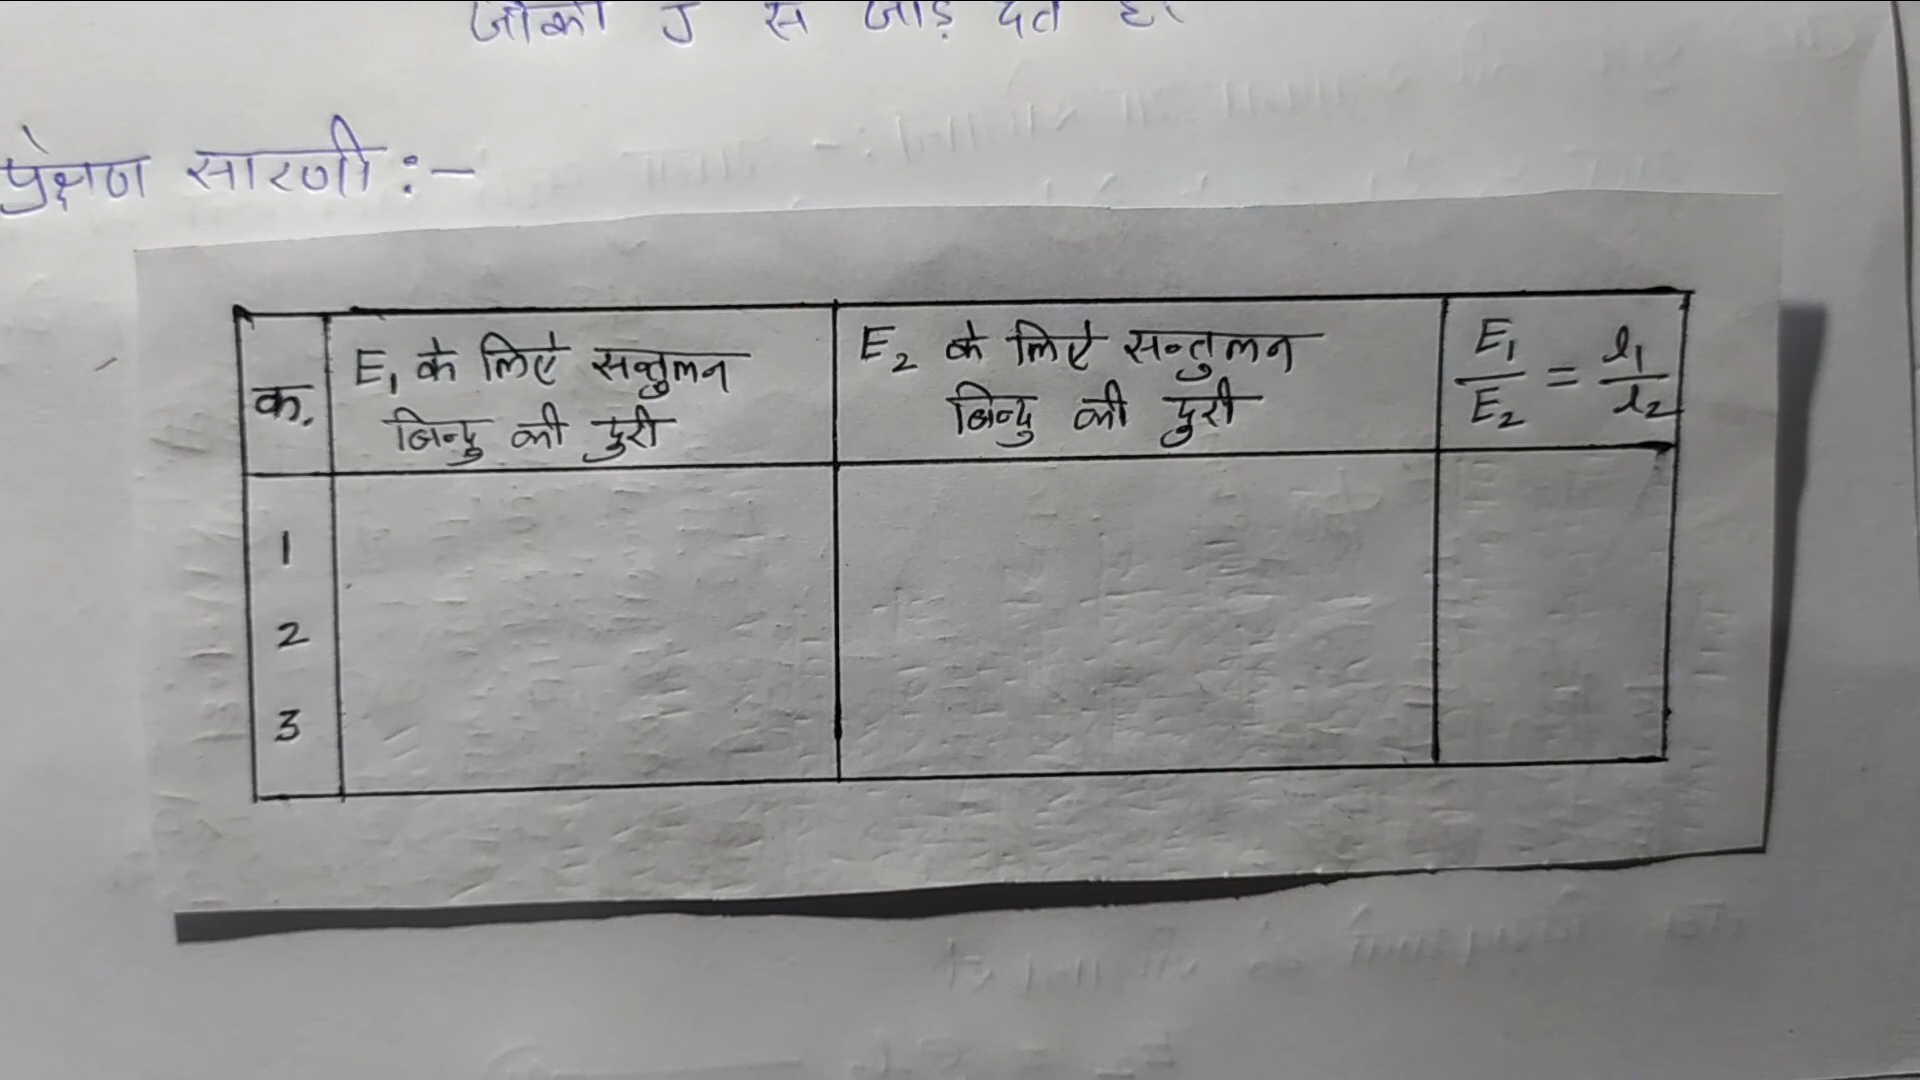 जॉकी J से जोड़ देते है।
प्रेक्षण सारणी :-
क.
E₁ के लिए सन्तुलन
बिन्दु की दुरी
E₂ के लिए सन्तुलन
बिन्दु की दुरी
E₁/E₂ = l₁/l₂
1
2
3